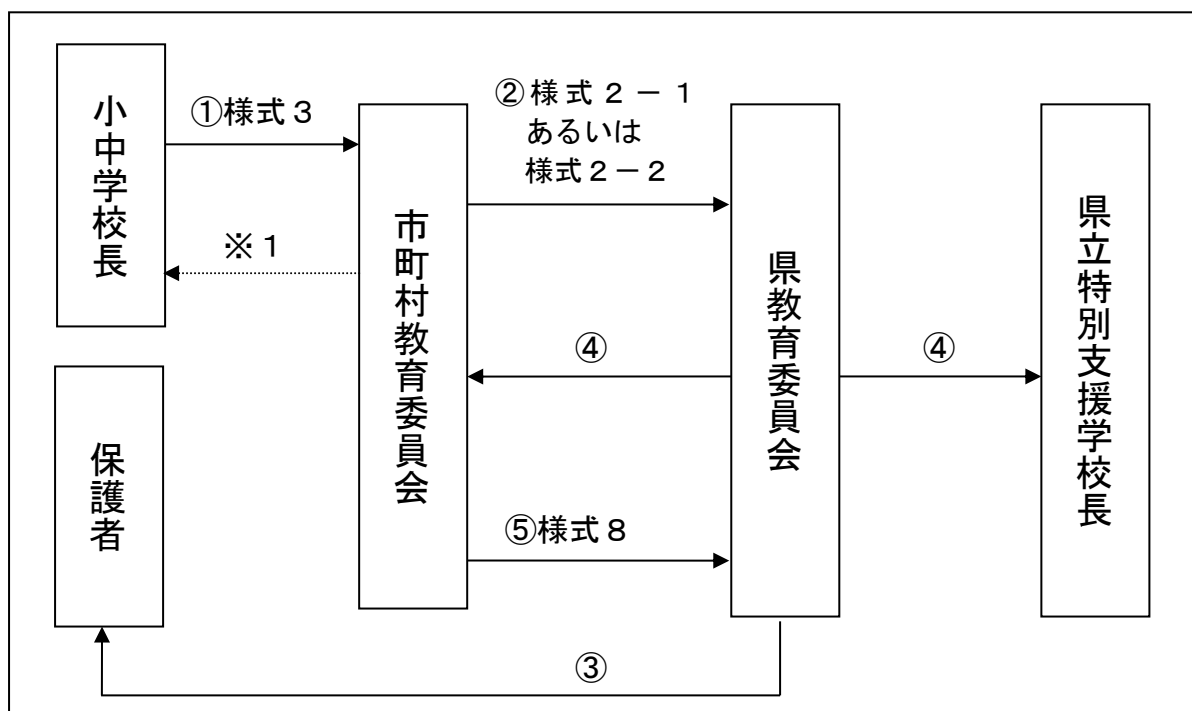 小中学校長
①様式３
※１
保護者
市町村教育委員会
②様式２－１
あるいは
様式２－２
④
⑤様式８
③
県教育委員会
④
県立特別支援学校長